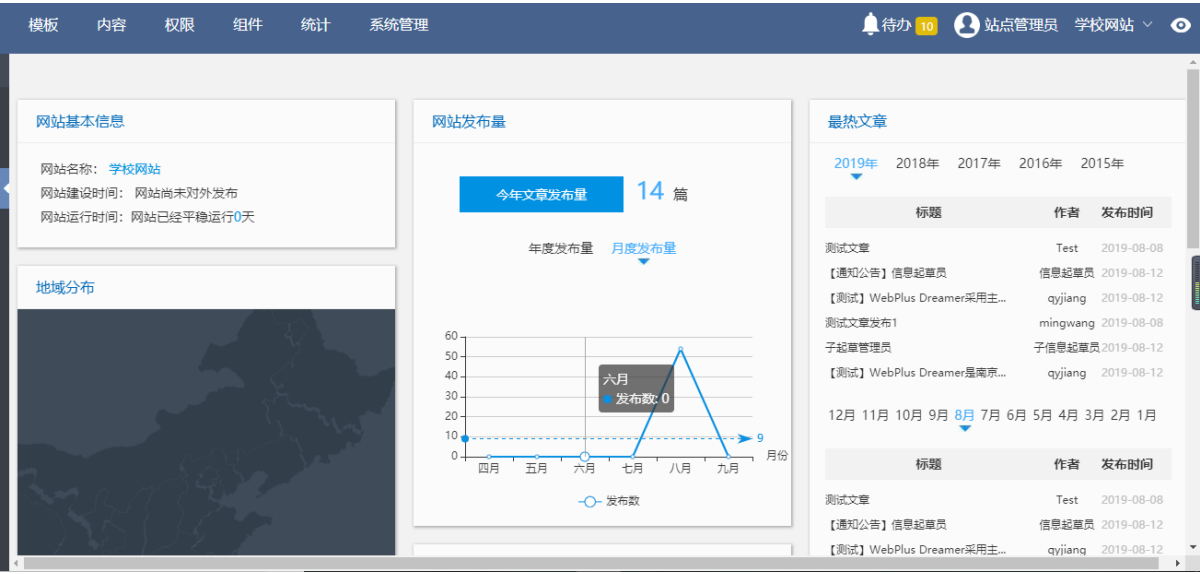 模板 内容 权限 组件 统计 系统管理 待办 10 站点管理员 学校网站
网站基本信息
网站名称： 学校网站
网站建设时间： 网站尚未对外发布
网站运行时间： 网站已经平稳运行0天
地域分布
网站发布量
今年文章发布量 14 篇
年度发布量 月度发布量
60
50
40
30
20
10
0
六月
发布数: 0
9
月份
四月 五月 六月 七月 八月 九月
发布数
最热文章
2019年 2018年 2017年 2016年 2015年
标题 作者 发布时间
测试文章 Test 2019-08-08
【通知公告】信息起草员 信息起草员 2019-08-12
【测试】WebPlus Dreamer采用主... qyjiang 2019-08-12
测试文章发布1 mingwang 2019-08-08
子起草管理员 子信息起草员 2019-08-12
【测试】WebPlus Dreamer是南京... qyjiang 2019-08-12
12月 11月 10月 9月 8月 7月 6月 5月 4月 3月 2月 1月
标题 作者 发布时间
测试文章 Test 2019-08-08
【通知公告】信息起草员 信息起草员 2019-08-12
【测试】WebPlus Dreamer采用主... qyjiang 2019-08-12